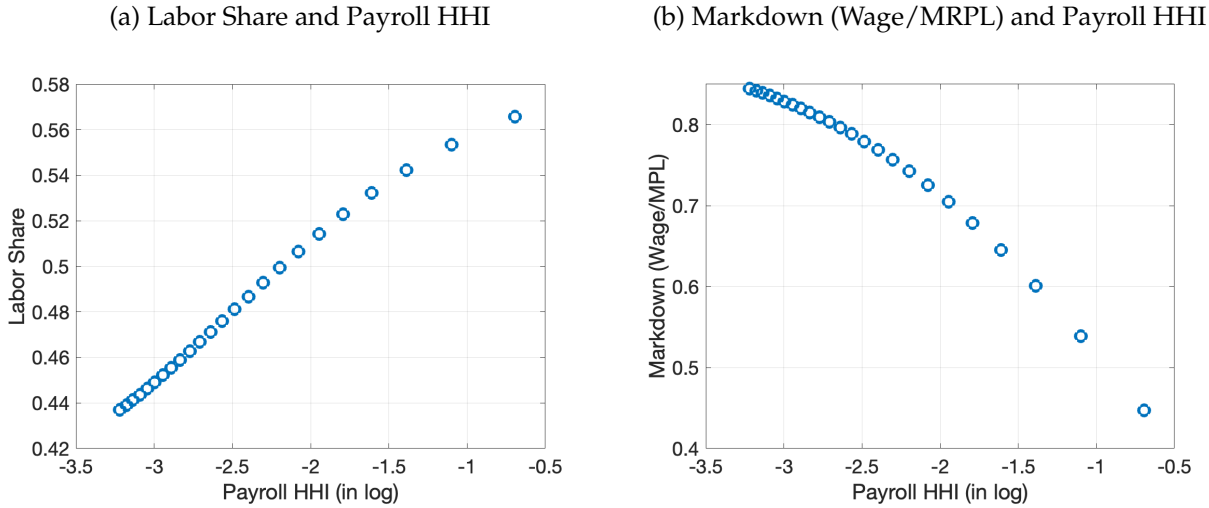 (a) Labor Share and Payroll HHI
0.58
0.56
0.54
0.52
0.5
0.48
0.46
0.44
0.42
Labor Share
-3.5 -3 -2.5 -2 -1.5 -1 -0.5
Payroll HHI (in log)
(b) Markdown (Wage/MRPL) and Payroll HHI
0.8
0.7
0.6
0.5
0.4
Markdown (Wage/MPL)
-3.5 -3 -2.5 -2 -1.5 -1 -0.5
Payroll HHI (in log)